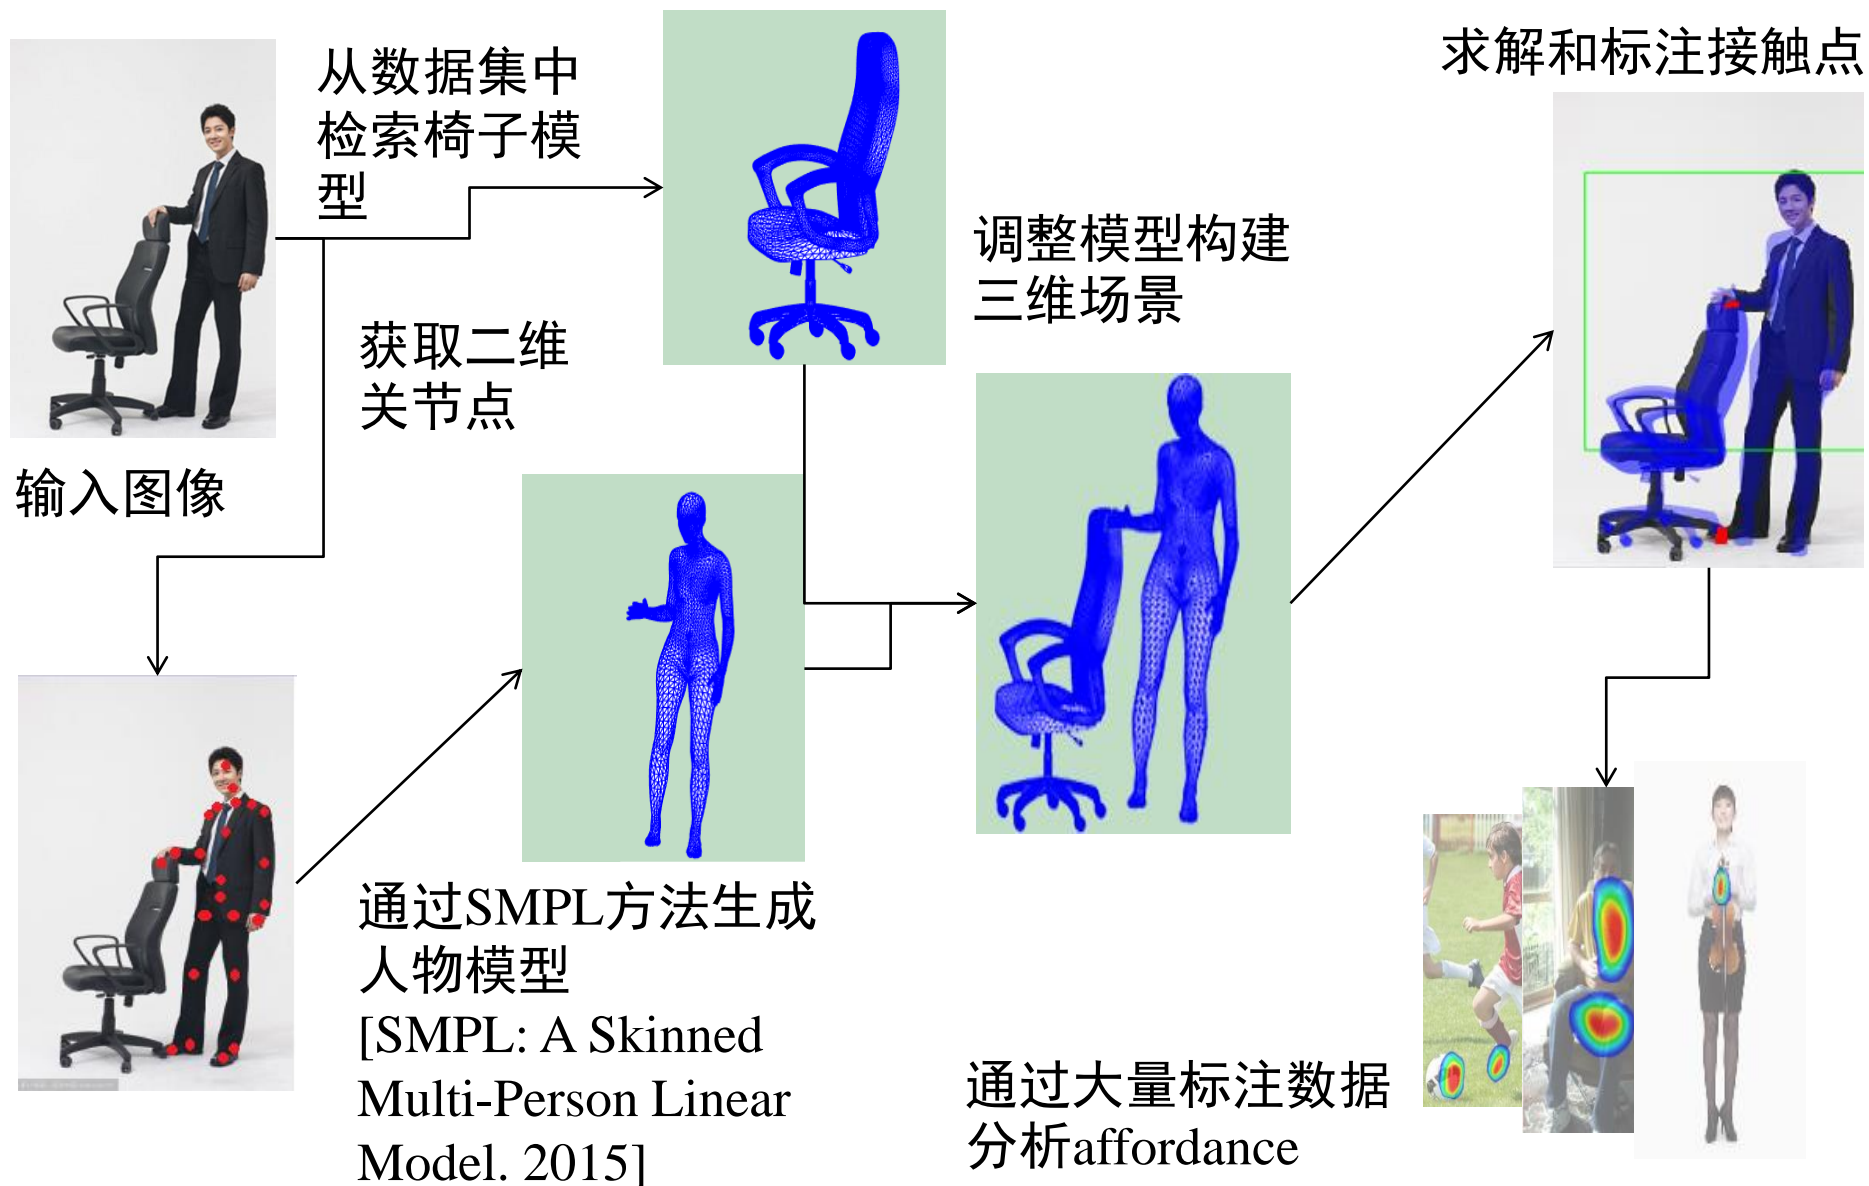 从数据集中
检索椅子模
型
求解和标注接触点
调整模型构建
三维场景
获取二维
关节点
输入图像
通过SMPL方法生成
人物模型
[SMPL: A Skinned
Multi-Person Linear
Model. 2015]
通过大量标注数据
分析affordance